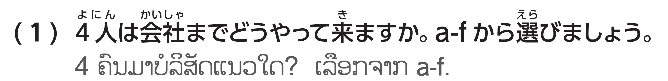 (1) 4人は会社までどうやって来ますか。a-fから選びましょう。
4 ຄົນມາບໍລິສັດແນວໃດ? ເລືອກຈາກ a-f.